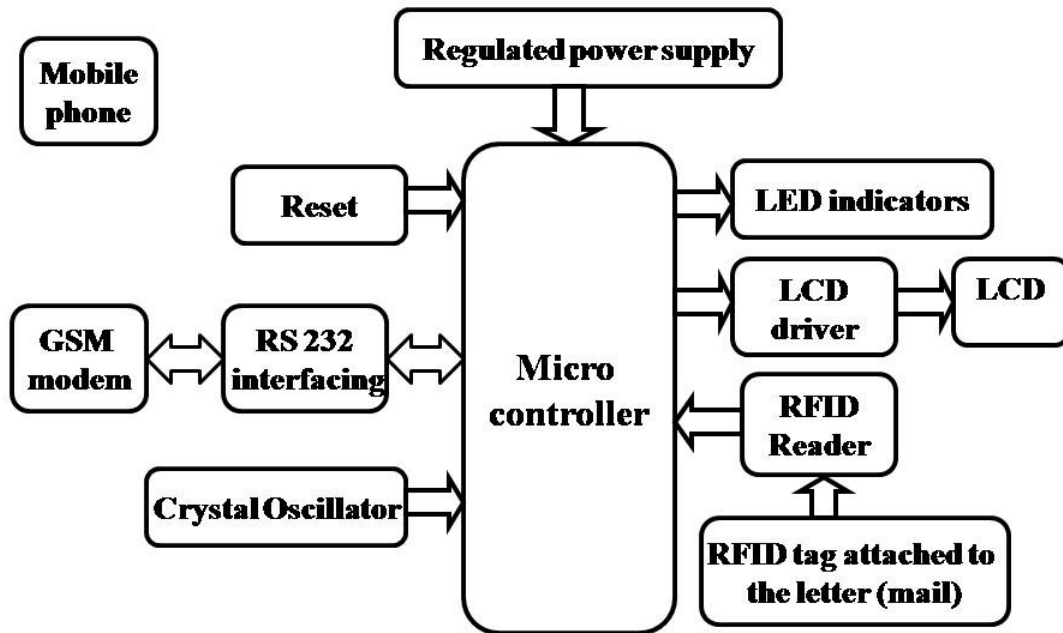 Regulated power supply
Mobile
phone
Reset
LED indicators
LCD
driver
LCD
GSM
modem
RS 232
interfacing
Micro
controller
RFID
Reader
Crystal Oscillator
RFID tag attached to
the letter (mail)